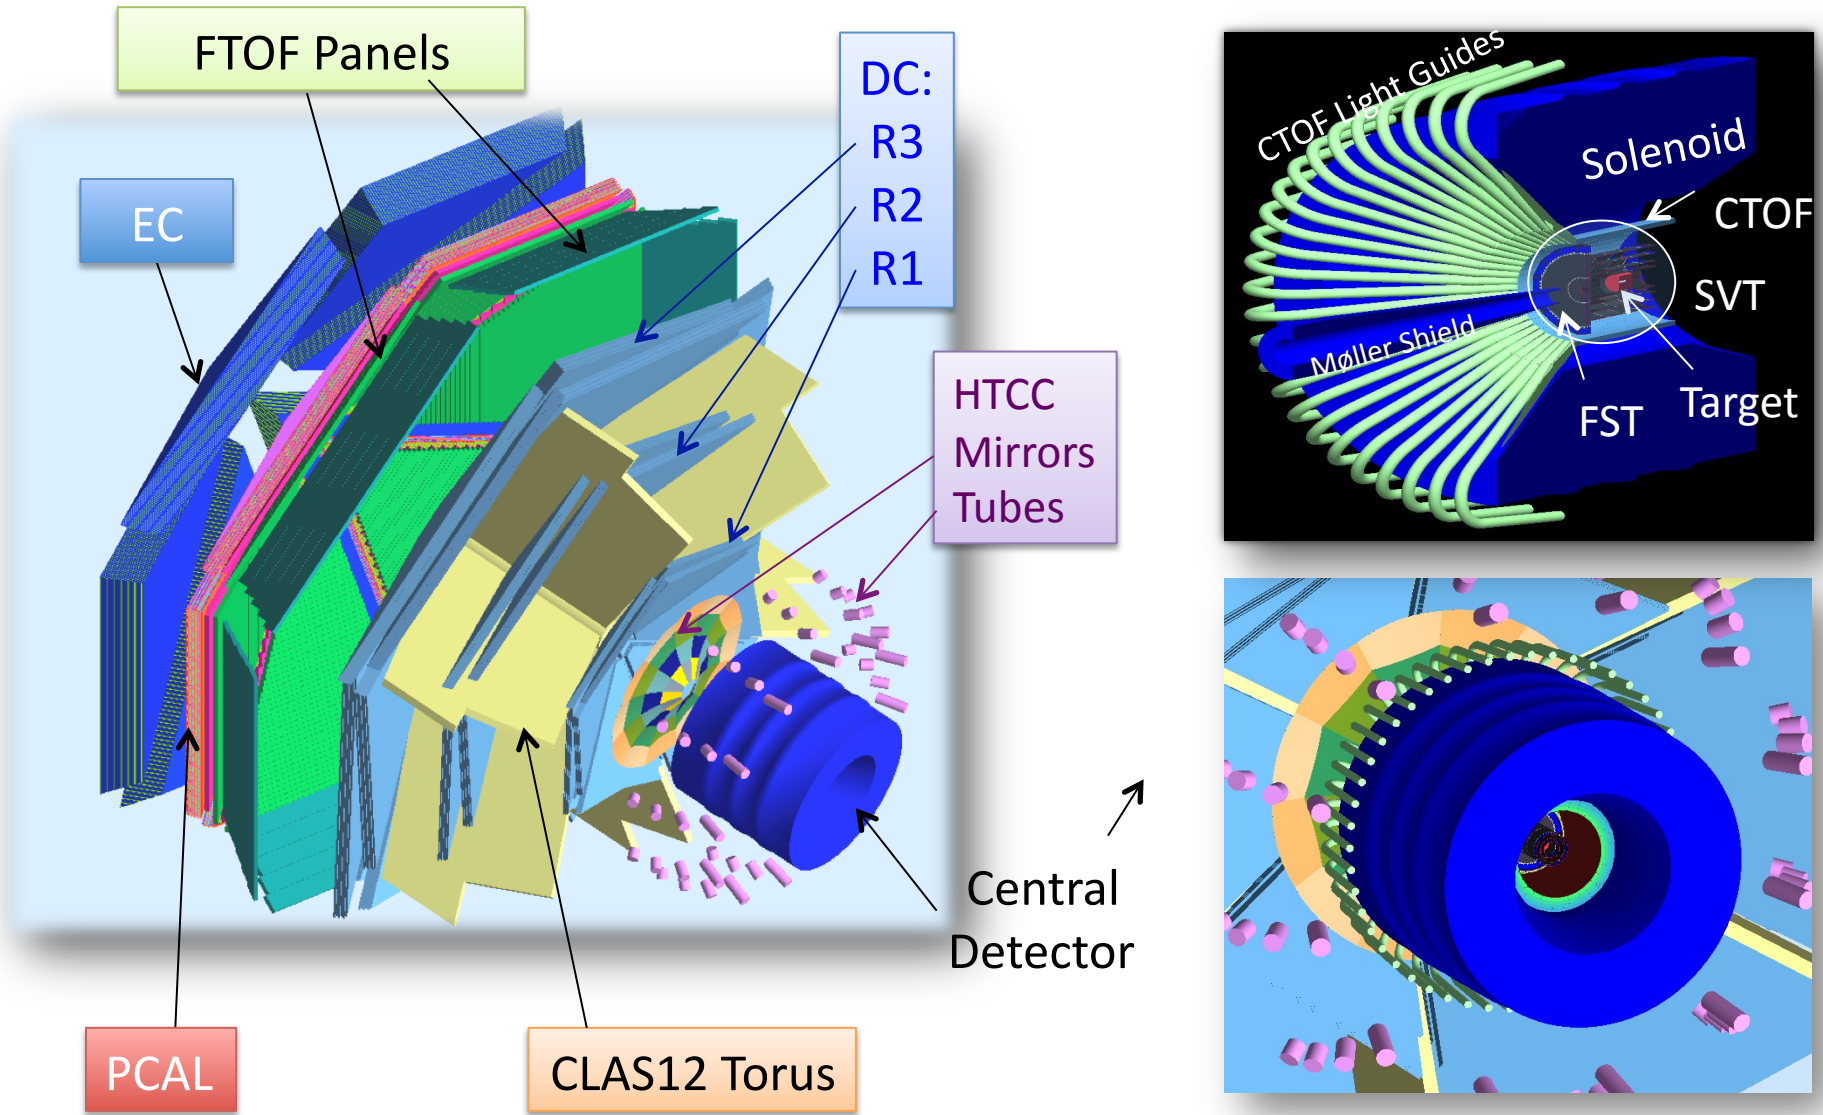 FTOF Panels
EC
DC:
R3
R2
R1
HTCC
Mirrors
Tubes
Central
Detector
PCAL
CLAS12 Torus
CTOF Light Guides
Solenoid
CTOF
SVT
Møller Shield
Target
FST